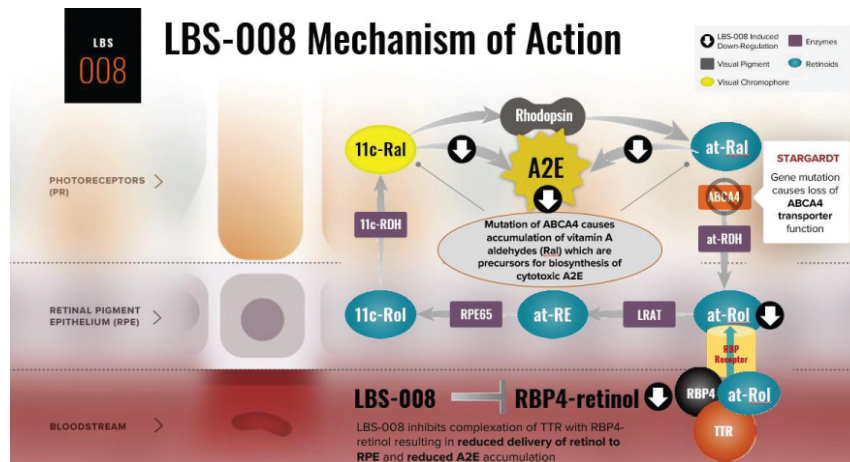 LBS
008
LBS-008 Mechanism of Action
LBS-008 Induced
Down-Regulation
Enzymes
Visual Pigment
Retinoids
Visual Chromophore
PHOTORECEPTORS
(PR)
Rhodopsin
11c-Ral
A2E
at-Ral
STARGARDT
Gene mutation
causes loss of
ABCA4
transporter
function
ABCA4
11c-RDH
at-RDH
Mutation of ABCA4 causes
accumulation of vitamin A
aldehydes (Ral) which are
precursors for biosynthesis of
cytotoxic A2E
RETINAL PIGMENT
EPITHELIUM (RPE)
11c-Rol
RPE65
at-RE
LRAT
at-Rol
RBP
Receptor
BLOODSTREAM
LBS-008
RBP4-retinol
RBP4
at-Rol
TTR
LBS-008 inhibits complexation of TTR with RBP4-
retinol resulting in reduced delivery of retinol to
RPE and reduced A2E accumulation